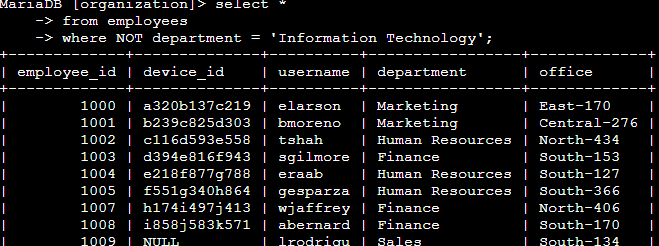 MariaDB [organization]> select *
    -> from employees
    -> where NOT department = 'Information Technology';
+-------------+--------------+----------+-----------------+-------------+
| employee_id | device_id    | username | department      | office      |
+-------------+--------------+----------+-----------------+-------------+
|        1000 | a320b137c219 | elarson  | Marketing       | East-170    |
|        1001 | b239c825d303 | bmoreno  | Marketing       | Central-276 |
|        1002 | c116d593e558 | tshah    | Human Resources | North-434   |
|        1003 | d394e816f943 | sgilmore | Finance         | South-153   |
|        1004 | e218f877g788 | eraab    | Human Resources | South-127   |
|        1005 | f551g340h864 | gesparza | Human Resources | South-366   |
|        1007 | h174i497j413 | wjaffrey | Finance         | North-406   |
|        1008 | i858j583k571 | abernard | Finance         | South-170   |
|        1009 | NULL         | lrodriqu | Sales           | South-134   |